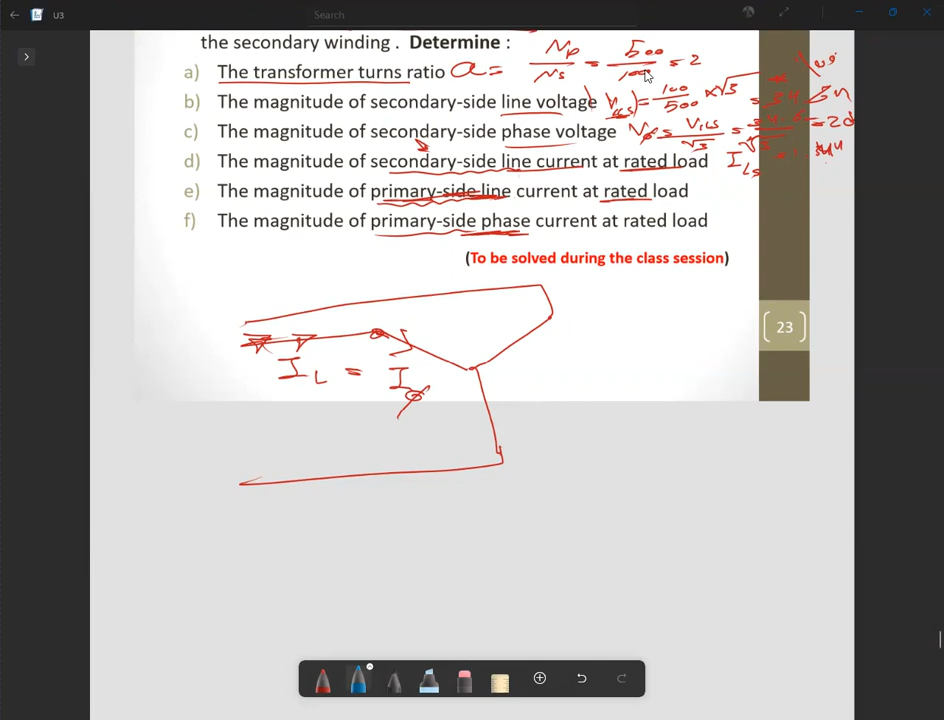 U3
Search
the secondary winding . Determine :
a) The transformer turns ratio a = Np/Ns = 500/100 = 2
b) The magnitude of secondary-side line voltage = 100/500 ×√3
c) The magnitude of secondary-side phase voltage
d) The magnitude of secondary-side line current at rated load
e) The magnitude of primary-side line current at rated load
f) The magnitude of primary-side phase current at rated load
(To be solved during the class session)
23
I_L = I_ϕ